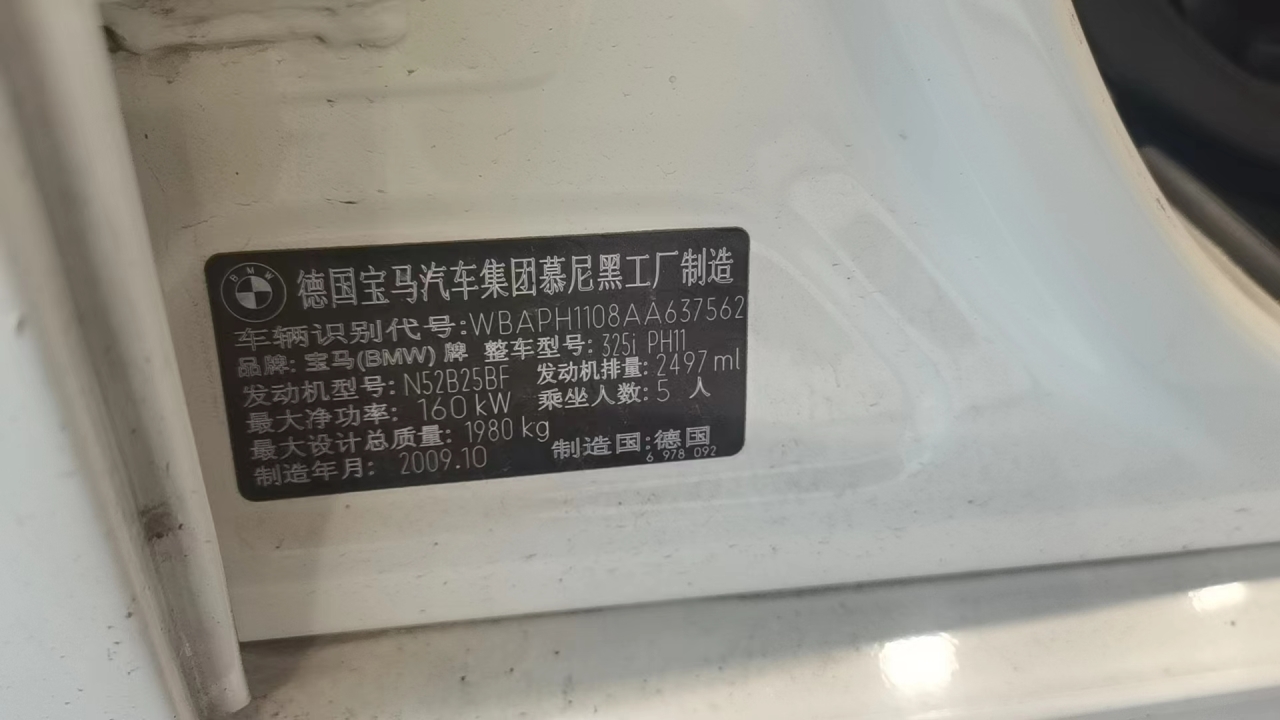 BMW
德国宝马汽车集团慕尼黑工厂制造
车辆识别代号:WBAPH1108AA637562
品牌: 宝马(BMW) 牌 整车型号: 325i PH11
发动机型号: N52B25BF 发动机排量: 2497 ml
最大净功率: 160 kW 乘坐人数: 5 人
最大设计总质量: 1980 kg
制造年月: 2009.10 制造国:德国
6 978 092